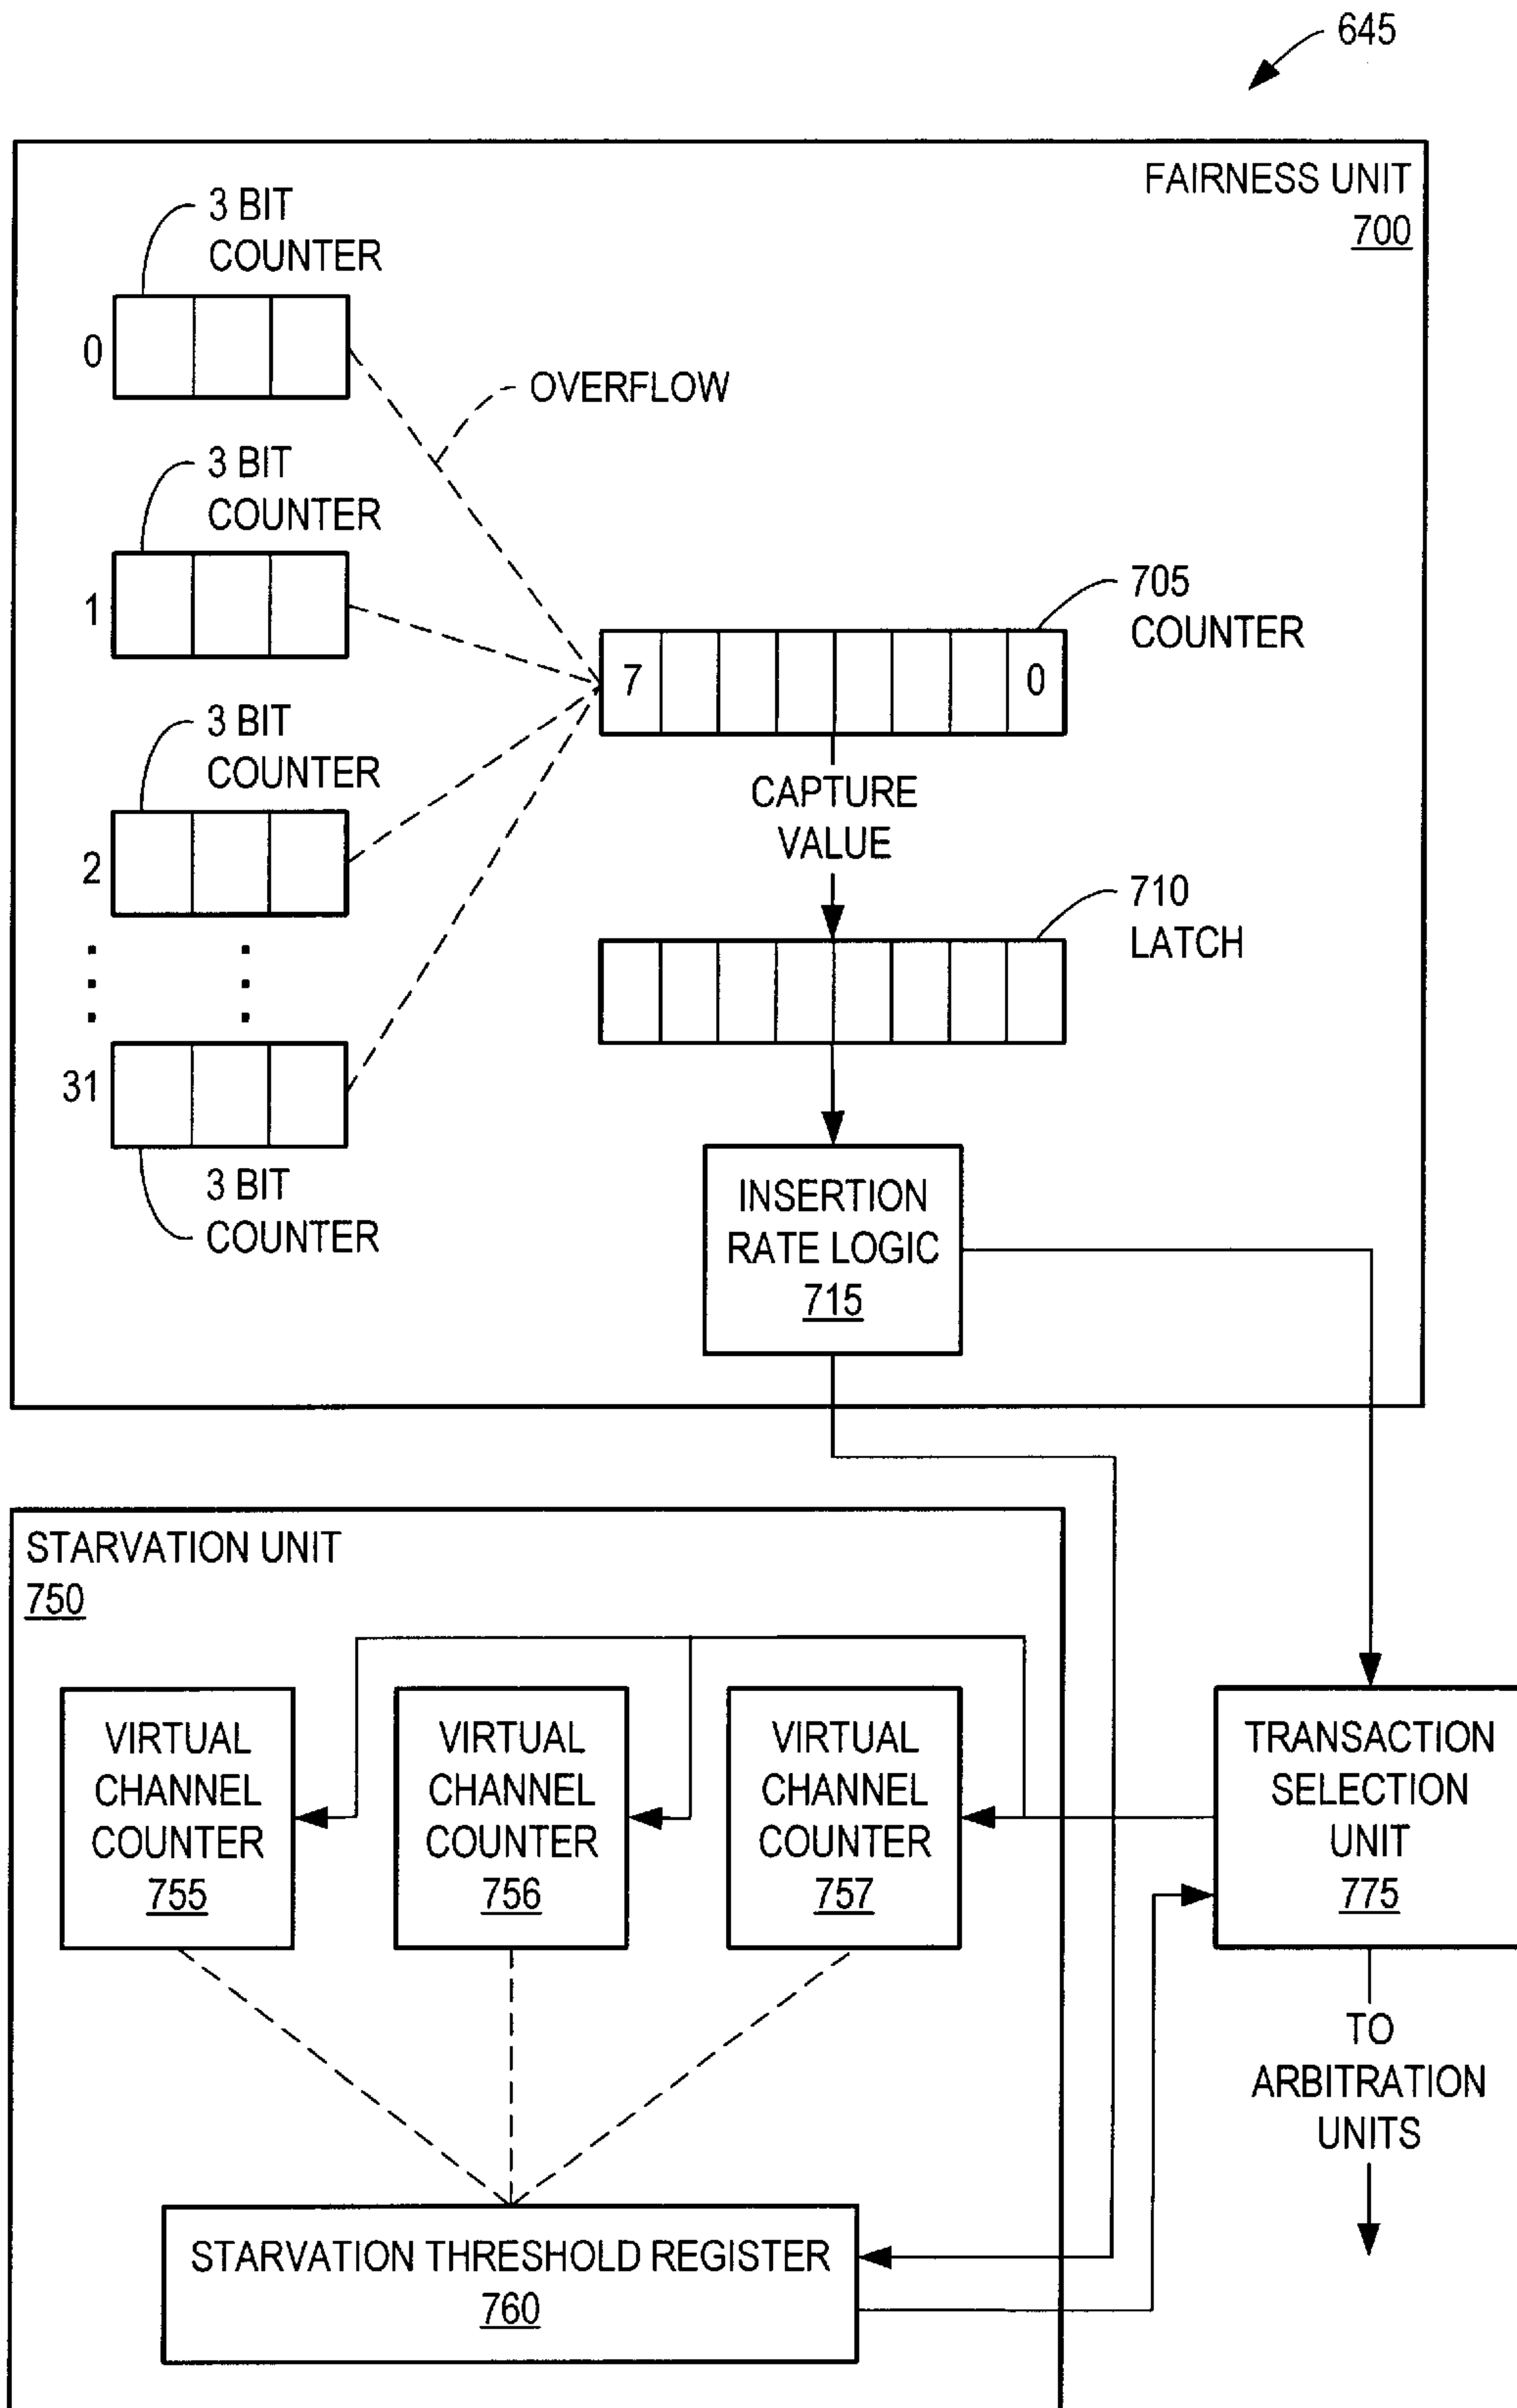 645
FAIRNESS UNIT
700
3 BIT
COUNTER
0
OVERFLOW
3 BIT
COUNTER
1
705
COUNTER
7
0
3 BIT
COUNTER
2
CAPTURE
VALUE
710
LATCH
31
3 BIT
COUNTER
INSERTION
RATE LOGIC
715
STARVATION UNIT
750
VIRTUAL
CHANNEL
COUNTER
755
VIRTUAL
CHANNEL
COUNTER
756
VIRTUAL
CHANNEL
COUNTER
757
TRANSACTION
SELECTION
UNIT
775
TO
ARBITRATION
UNITS
STARVATION THRESHOLD REGISTER
760